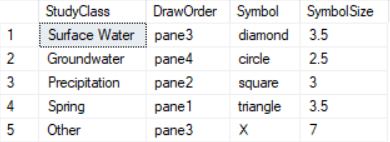 StudyClass DrawOrder Symbol SymbolSize
1 Surface Water pane3 diamond 3.5
2 Groundwater pane4 circle 2.5
3 Precipitation pane2 square 3
4 Spring pane1 triangle 3.5
5 Other pane3 X 7